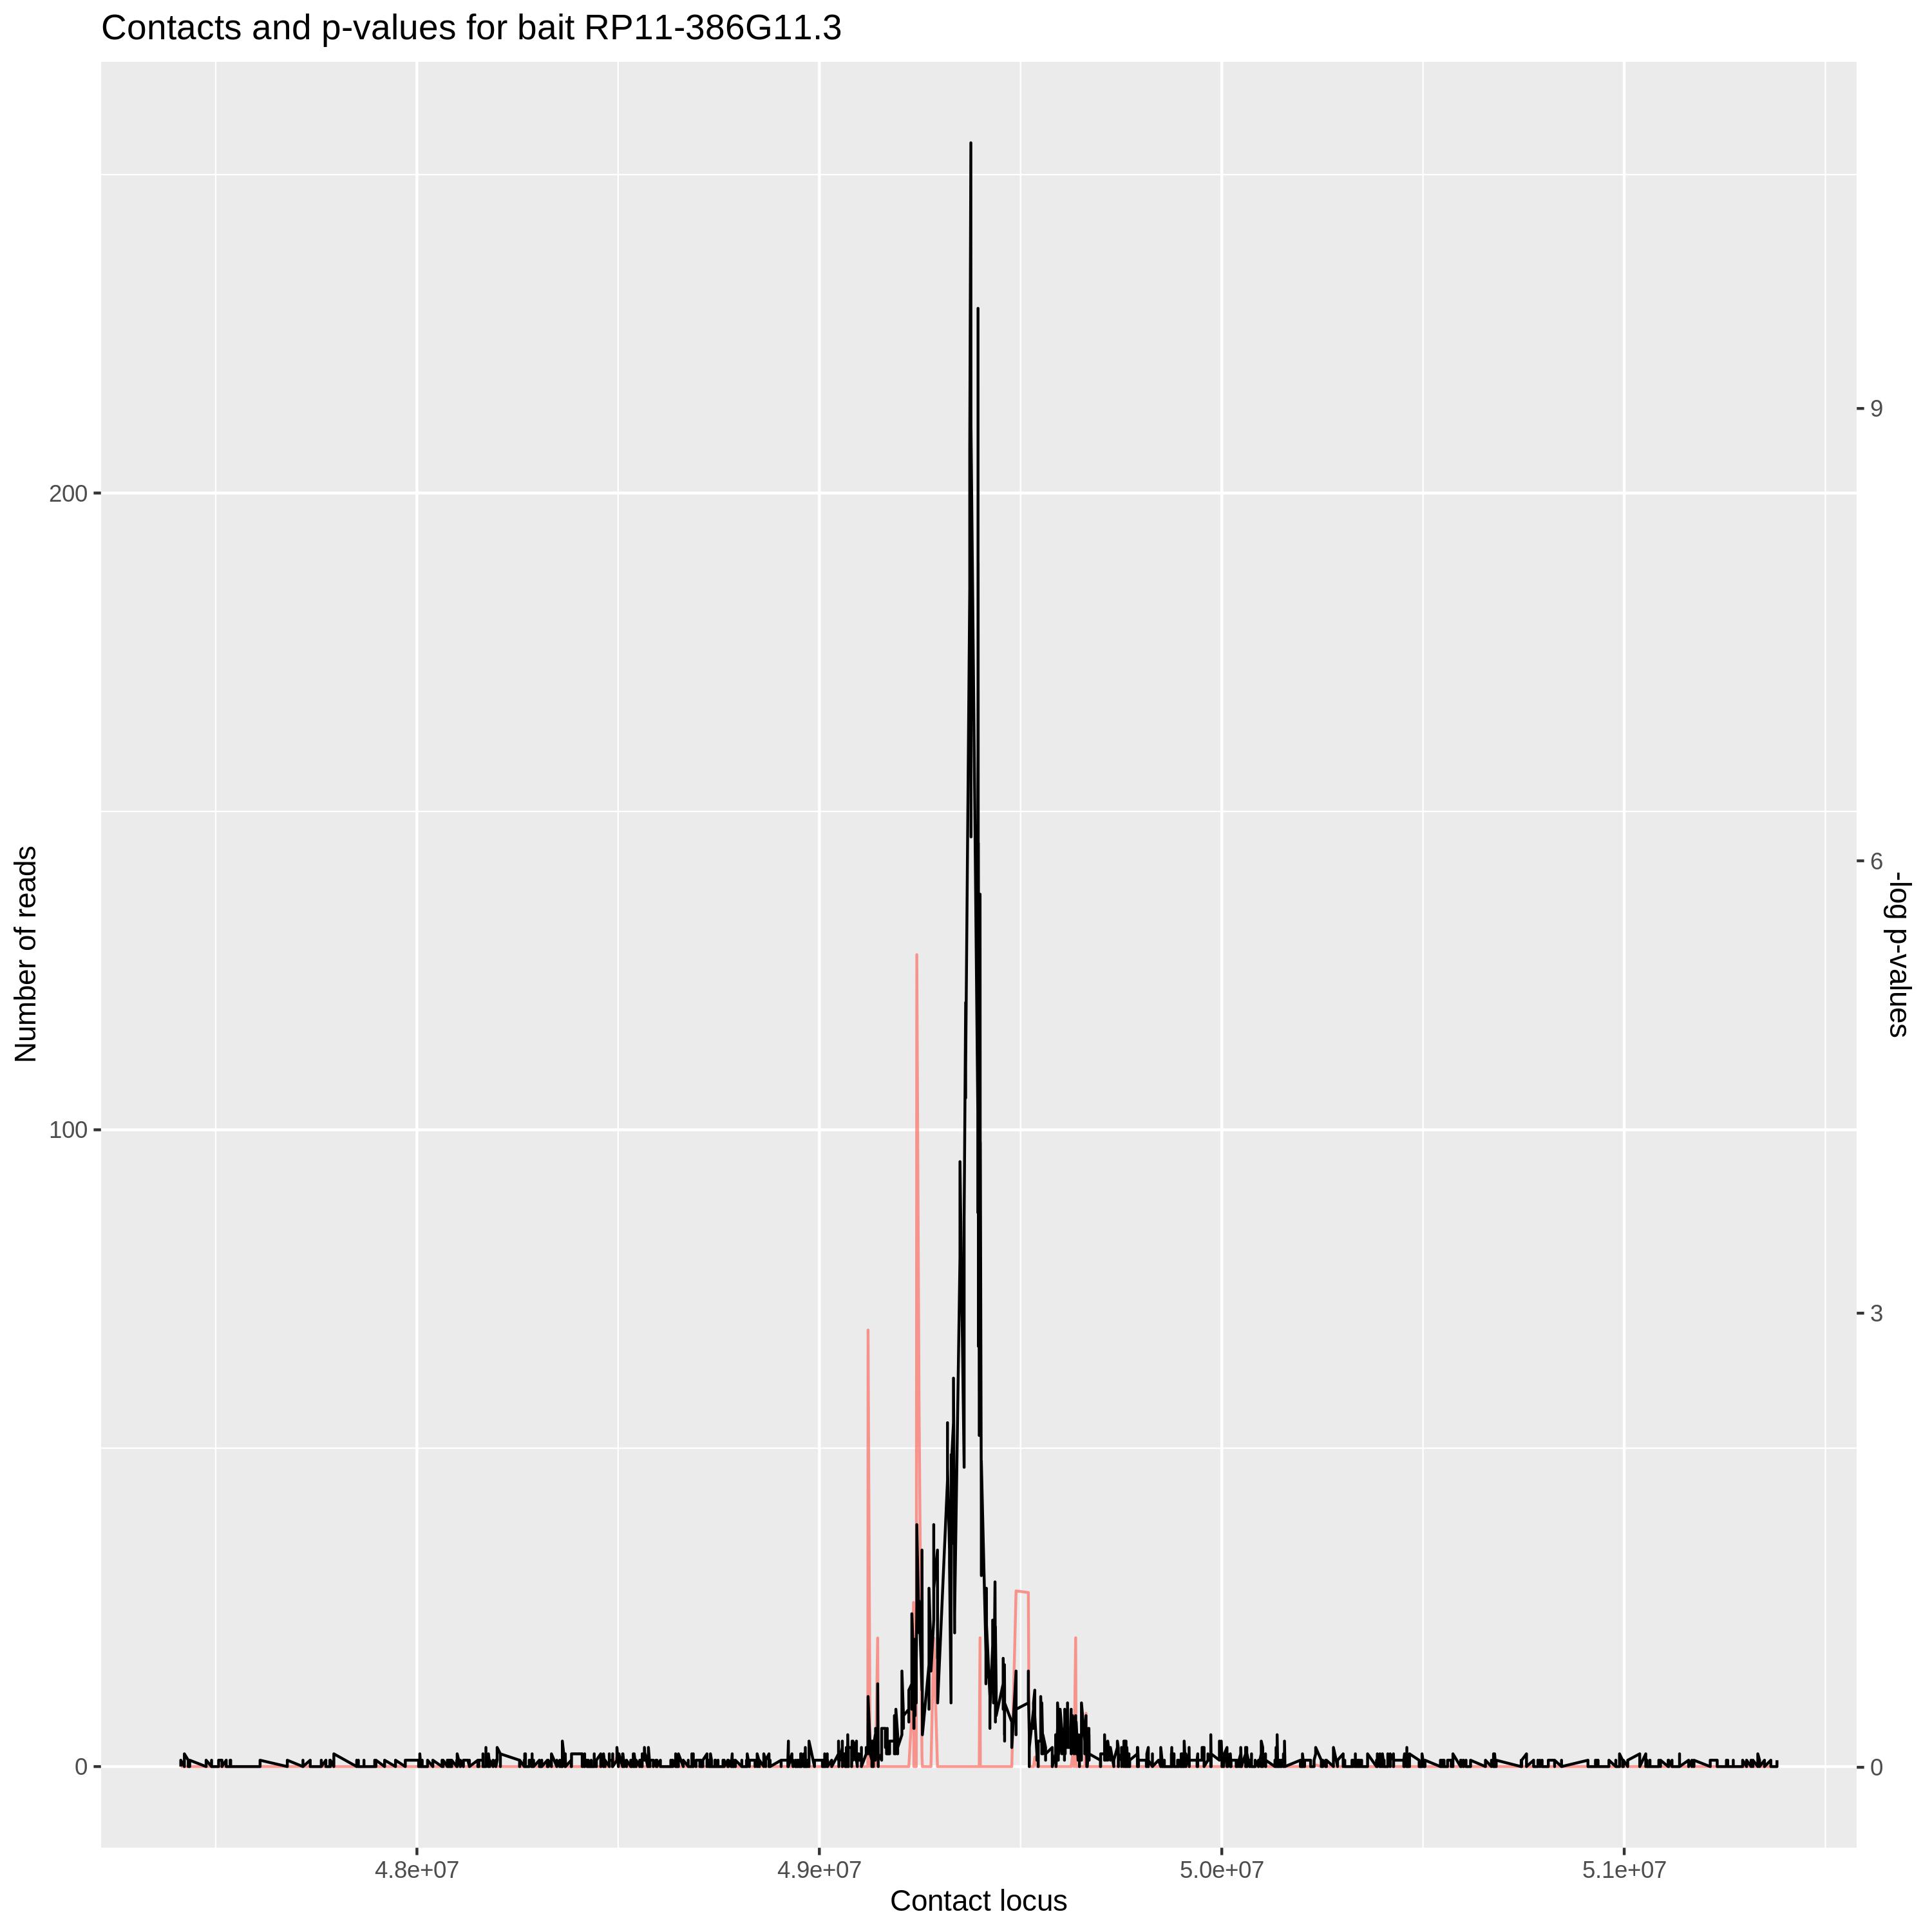 Contacts and p-values for bait RP11-386G11.3
200
100
0
Number of reads
9
6
3
0
-log p-values
4.8e+07
4.9e+07
5.0e+07
5.1e+07
Contact locus